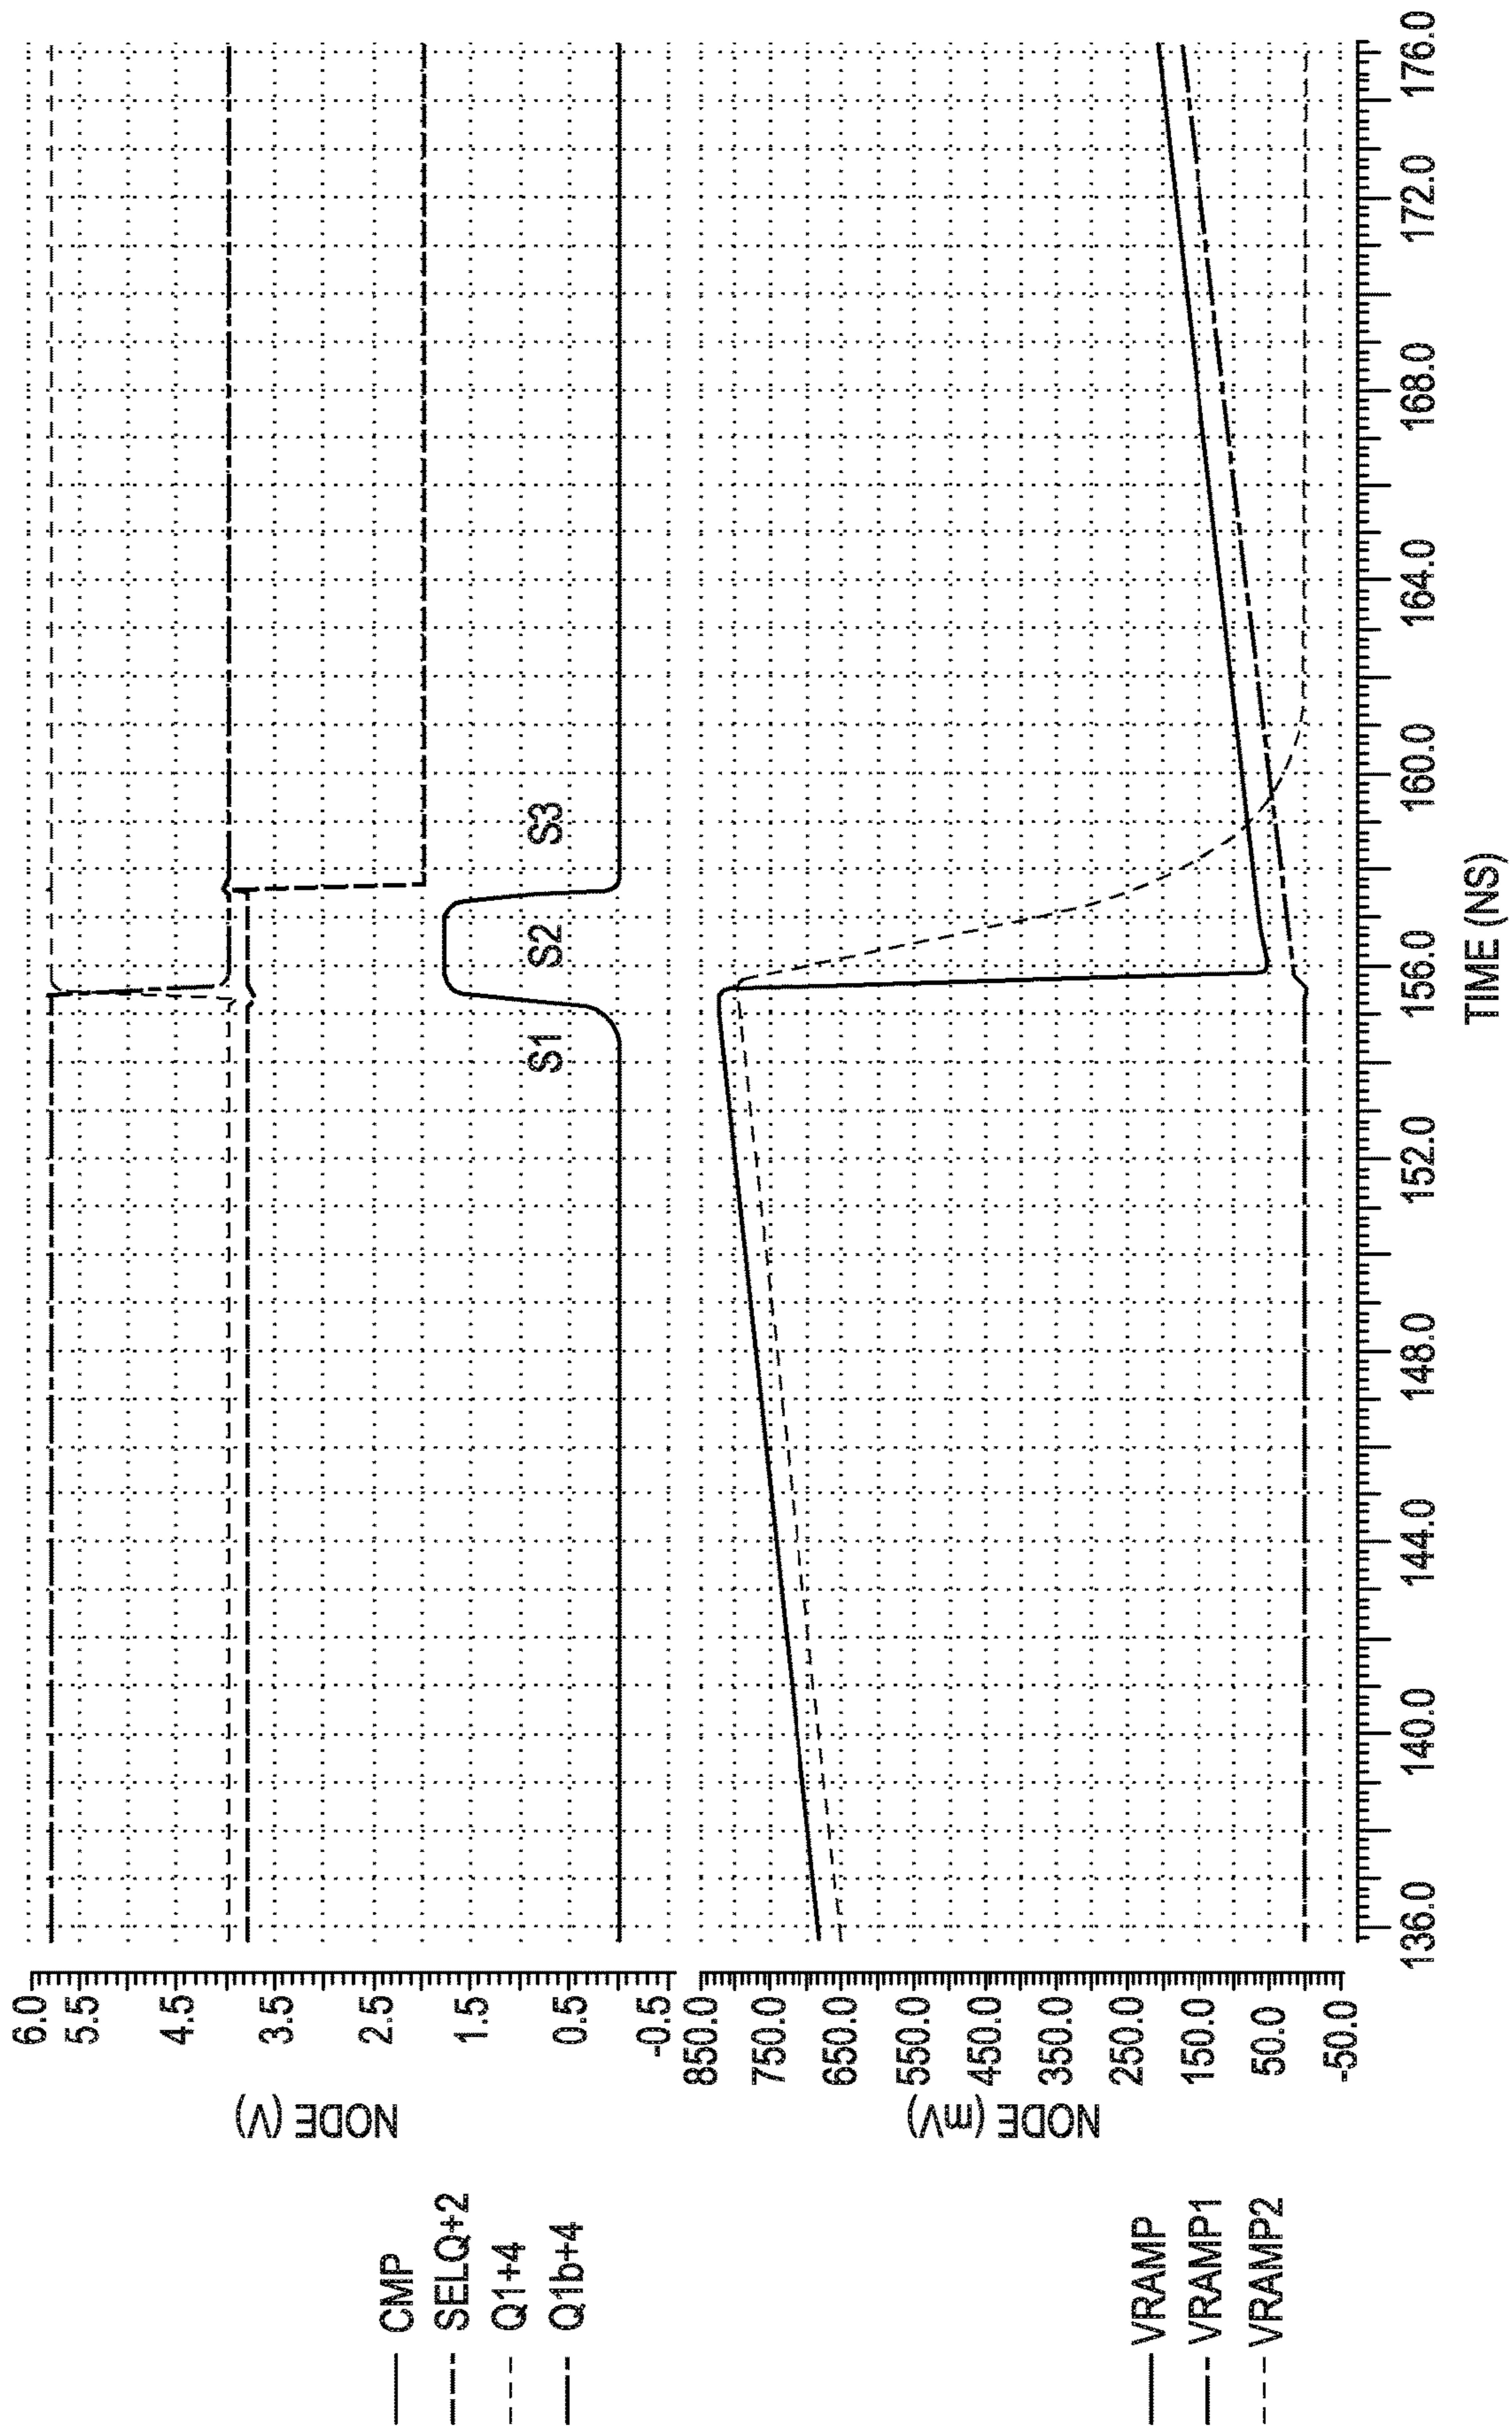 CMP
SELQ+2
Q1+4
Q1b+4
NODE (V)
6.0
5.5
4.5
3.5
2.5
1.5
0.5
-0.5
S1
S2
S3
VRAMP
VRAMP1
VRAMP2
NODE (mV)
850.0
750.0
650.0
550.0
450.0
350.0
250.0
150.0
50.0
-50.0
136.0 140.0 144.0 148.0 152.0 156.0 160.0 164.0 168.0 172.0 176.0
TIME (NS)